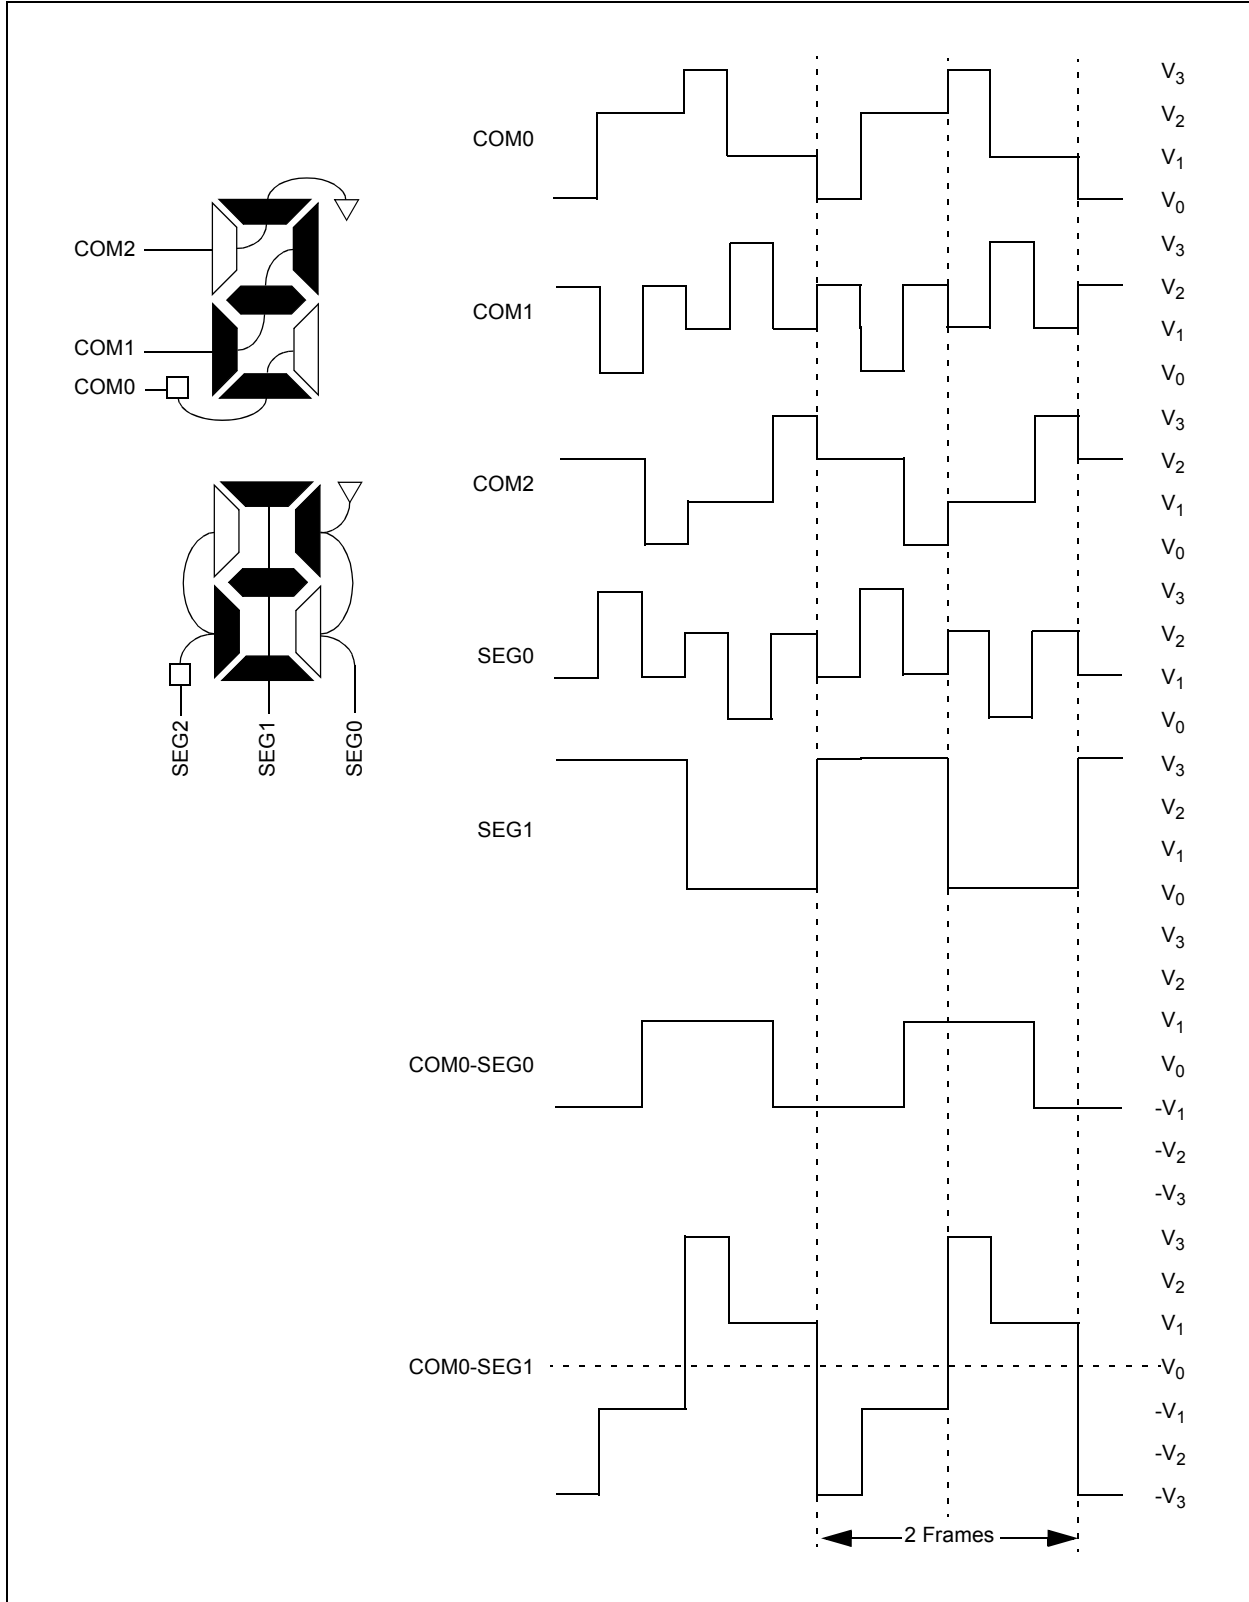 COM2
COM1
COM0
SEG2
SEG1
SEG0
COM0
V3
V2
V1
V0
COM1
V3
V2
V1
V0
COM2
V3
V2
V1
V0
SEG0
V3
V2
V1
V0
SEG1
V3
V2
V1
V0
COM0-SEG0
V3
V2
V1
V0
-V1
-V2
-V3
COM0-SEG1
V3
V2
V1
V0
-V1
-V2
-V3
2 Frames